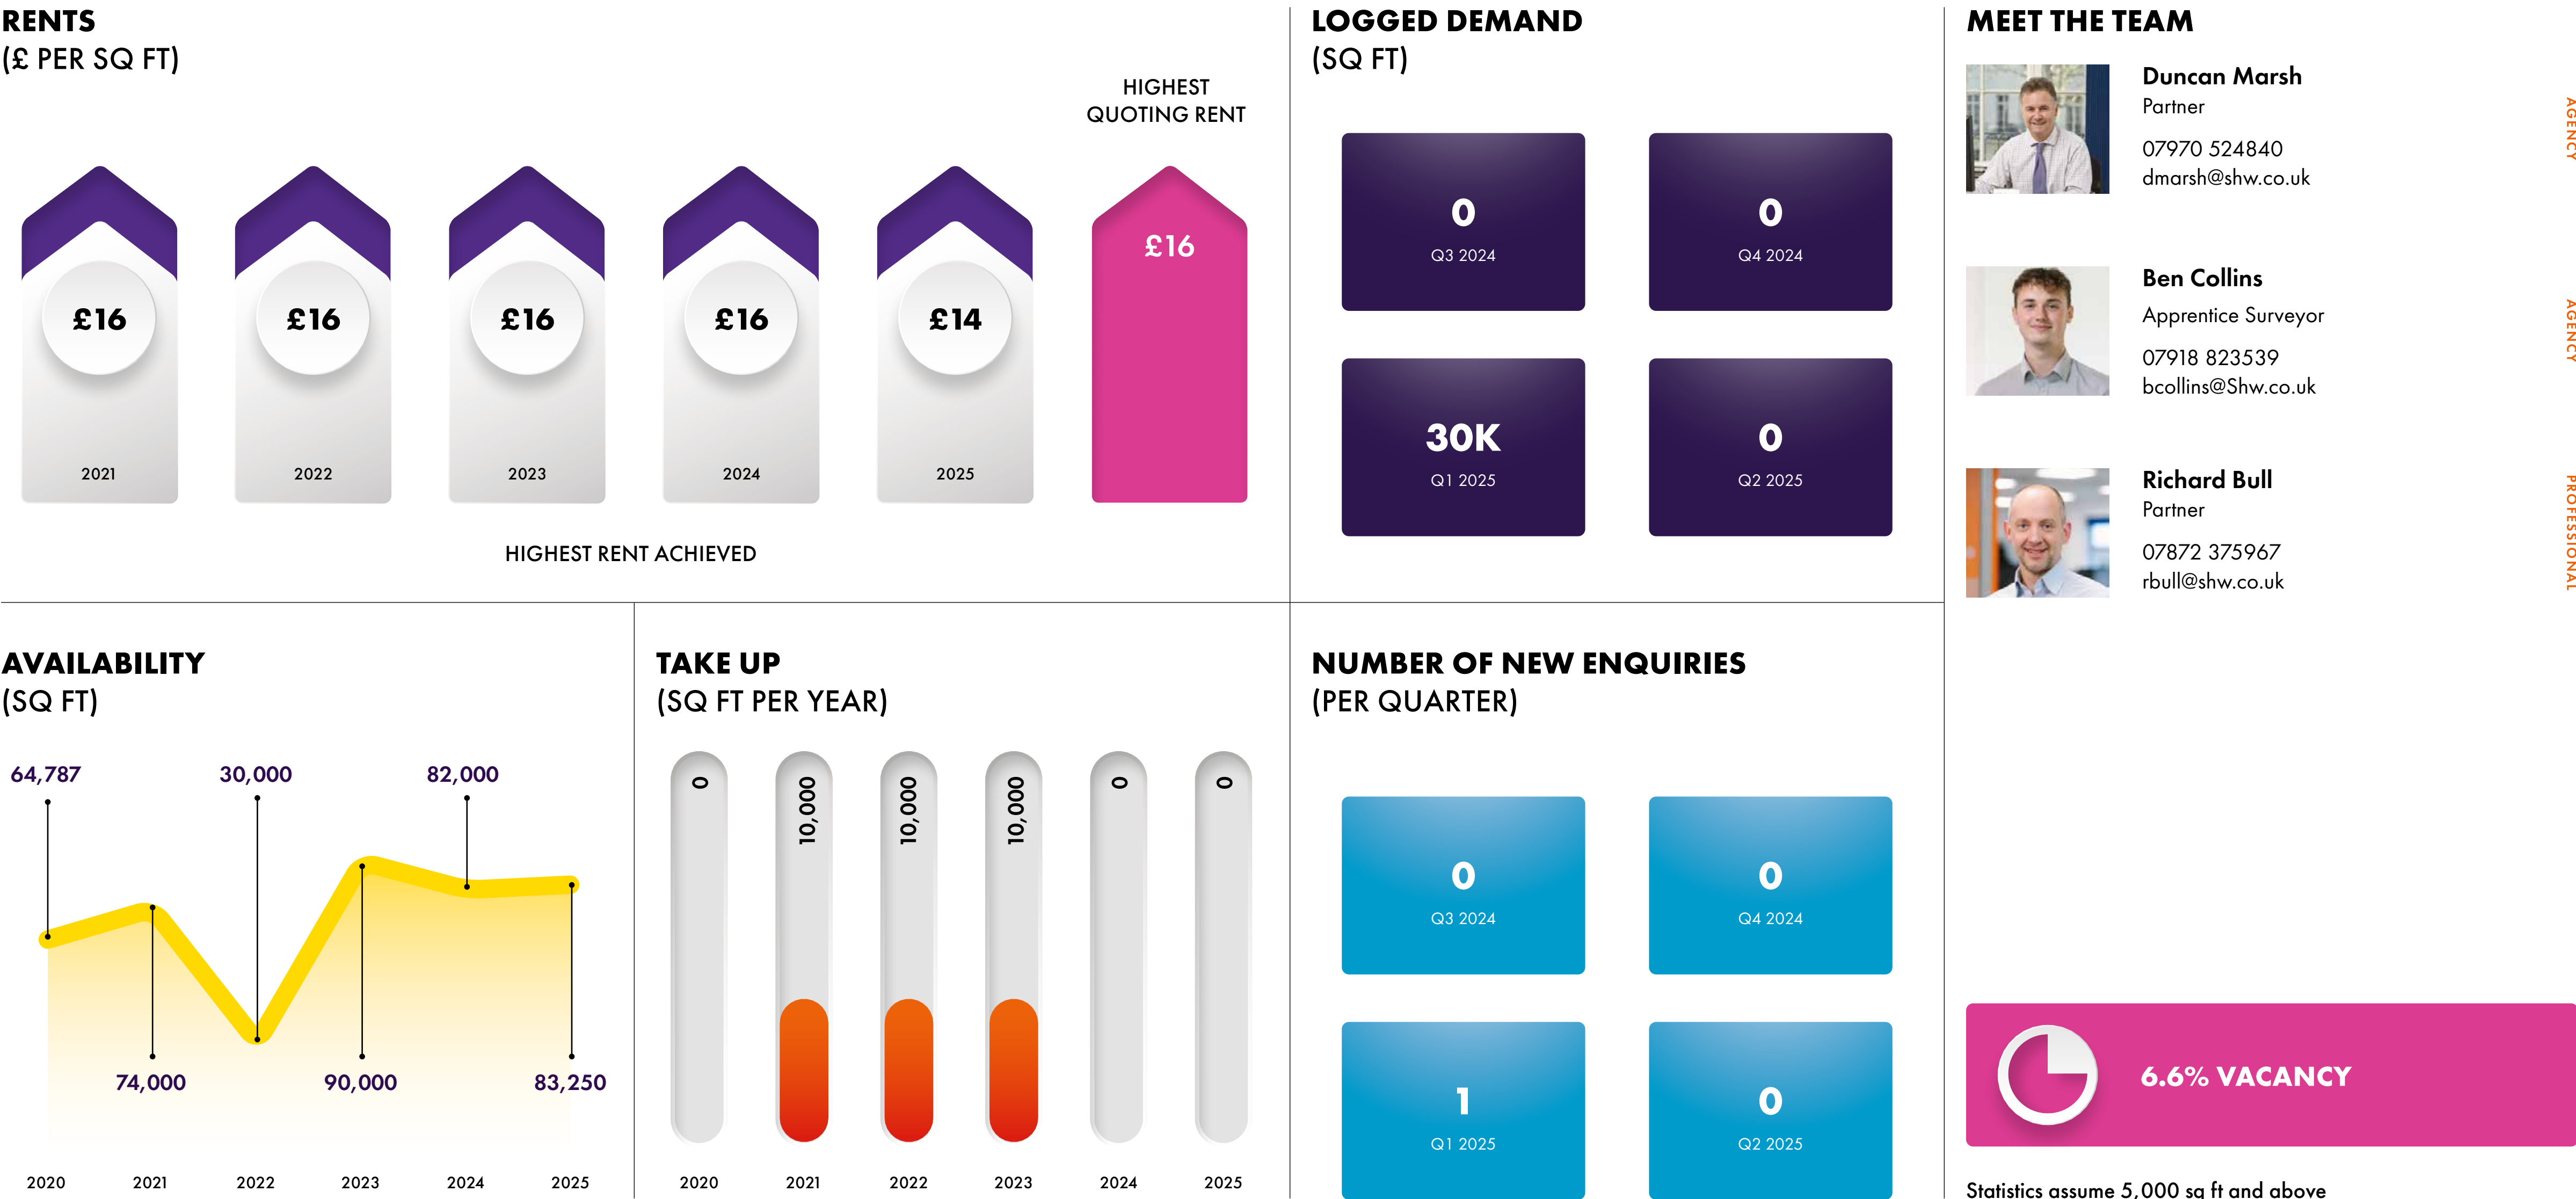 RENTS
(£ PER SQ FT)
HIGHEST
QUOTING RENT
£16
£16
£16
£16
£14
£16
2021
2022
2023
2024
2025
HIGHEST RENT ACHIEVED
LOGGED DEMAND
(SQ FT)
0
Q3 2024
0
Q4 2024
30K
Q1 2025
0
Q2 2025
MEET THE TEAM
Duncan Marsh
Partner
07970 524840
dmarsh@shw.co.uk
AGENCY
Ben Collins
Apprentice Surveyor
07918 823539
bcollins@Shw.co.uk
AGENCY
Richard Bull
Partner
07872 375967
rbull@shw.co.uk
PROFESSIONAL
AVAILABILITY
(SQ FT)
64,787
30,000
82,000
74,000
90,000
83,250
2020
2021
2022
2023
2024
2025
TAKE UP
(SQ FT PER YEAR)
0
10,000
10,000
10,000
0
0
2020
2021
2022
2023
2024
2025
NUMBER OF NEW ENQUIRIES
(PER QUARTER)
0
Q3 2024
0
Q4 2024
1
Q1 2025
0
Q2 2025
6.6% VACANCY
Statistics assume 5,000 sq ft and above